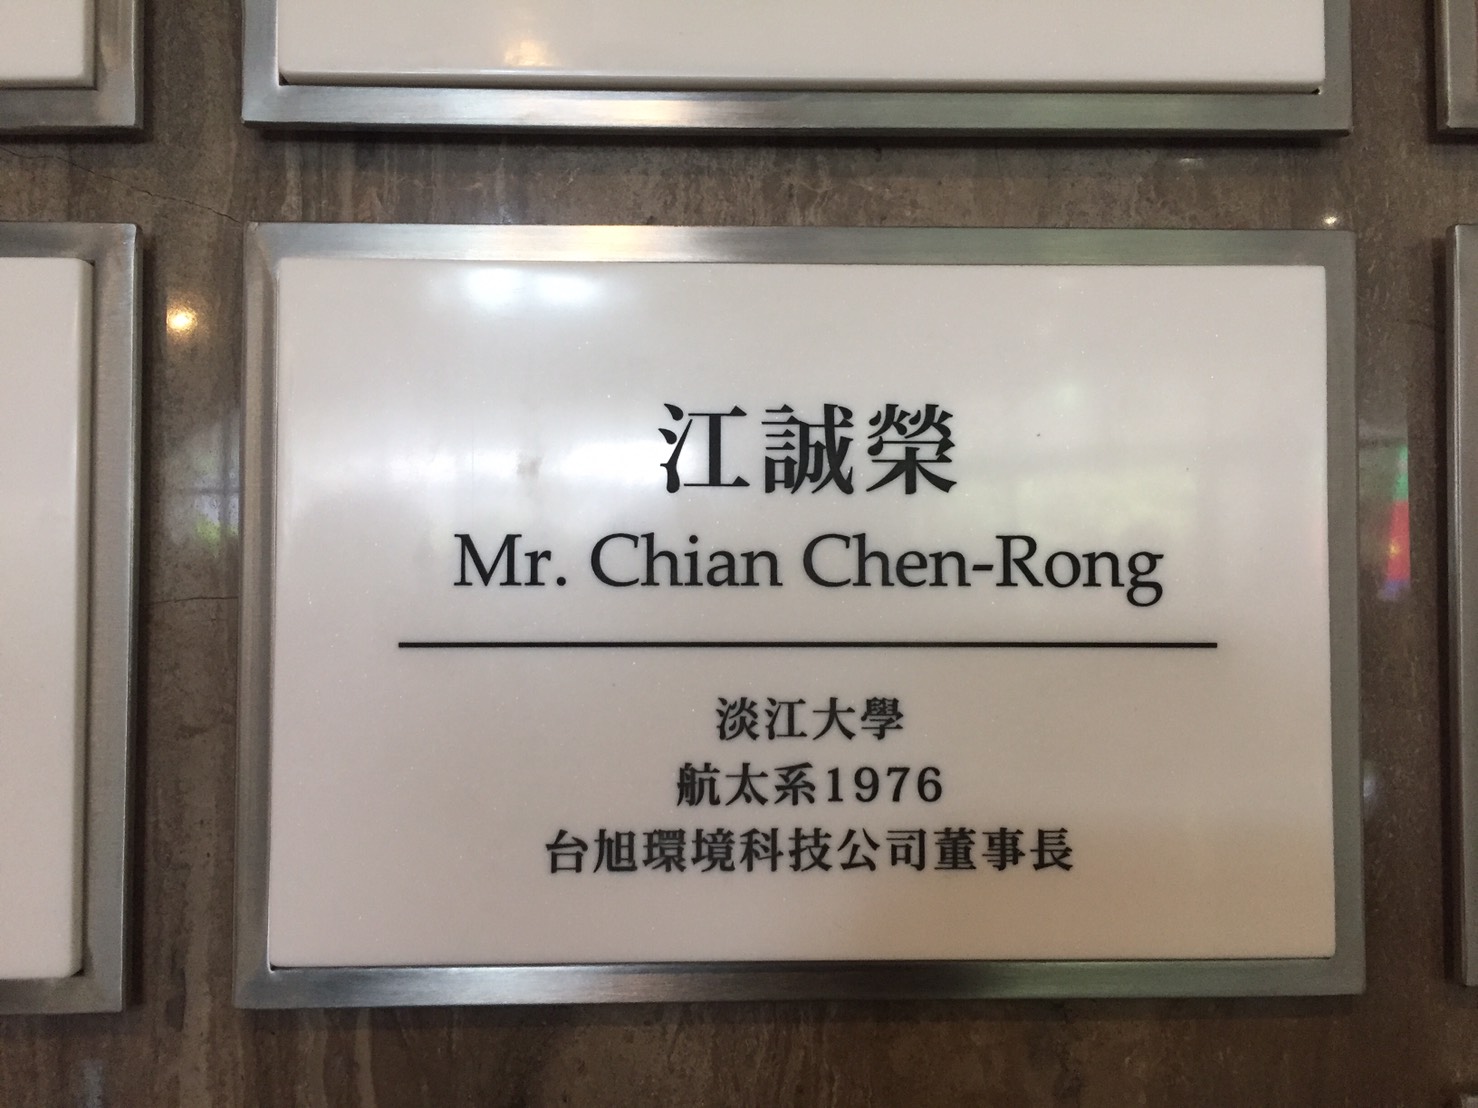 江誠榮
Mr. Chian Chen-Rong
淡江大學
航太系1976
台旭環境科技公司董事長